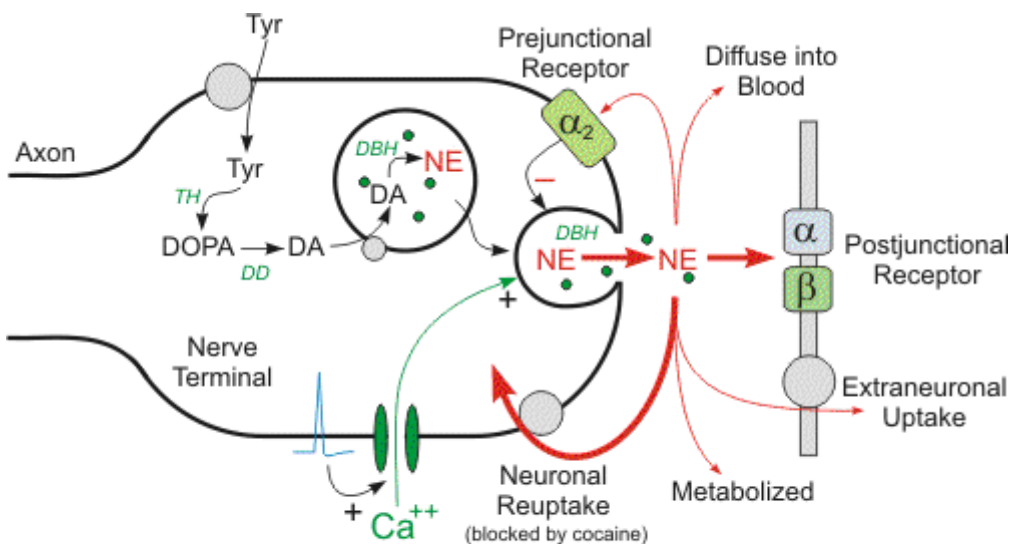 Tyr
Prejunctional
Receptor
Diffuse into
Blood
α2
Axon
DBH
NE
Tyr
DA
TH
–
DOPA
DA
DD
DBH
NE
NE
α
β
Postjunctional
Receptor
+
Nerve
Terminal
Extraneuronal
Uptake
Neuronal
Reuptake
(blocked by cocaine)
Metabolized
+
Ca++